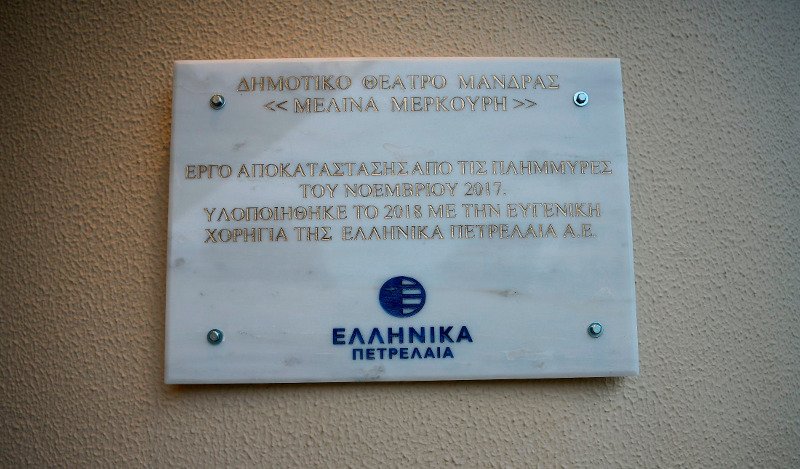 ΔΗΜΟΤΙΚΟ ΘΕΑΤΡΟ ΜΑΝΔΡΑΣ
<< ΜΕΛΙΝΑ ΜΕΡΚΟΥΡΗ >>
ΕΡΓΟ ΑΠΟΚΑΤΑΣΤΑΣΗΣ ΑΠΟ ΤΙΣ ΠΛΗΜΜΥΡΕΣ
ΤΟΥ ΝΟΕΜΒΡΙΟΥ 2017.
ΥΛΟΠΟΙΗΘΗΚΕ ΤΟ 2018 ΜΕ ΤΗΝ ΕΥΓΕΝΙΚΗ
ΧΟΡΗΓΙΑ ΤΗΣ ΕΛΛΗΝΙΚΑ ΠΕΤΡΕΛΑΙΑ Α.Ε.
ΕΛΛΗΝΙΚΑ
ΠΕΤΡΕΛΑΙΑ